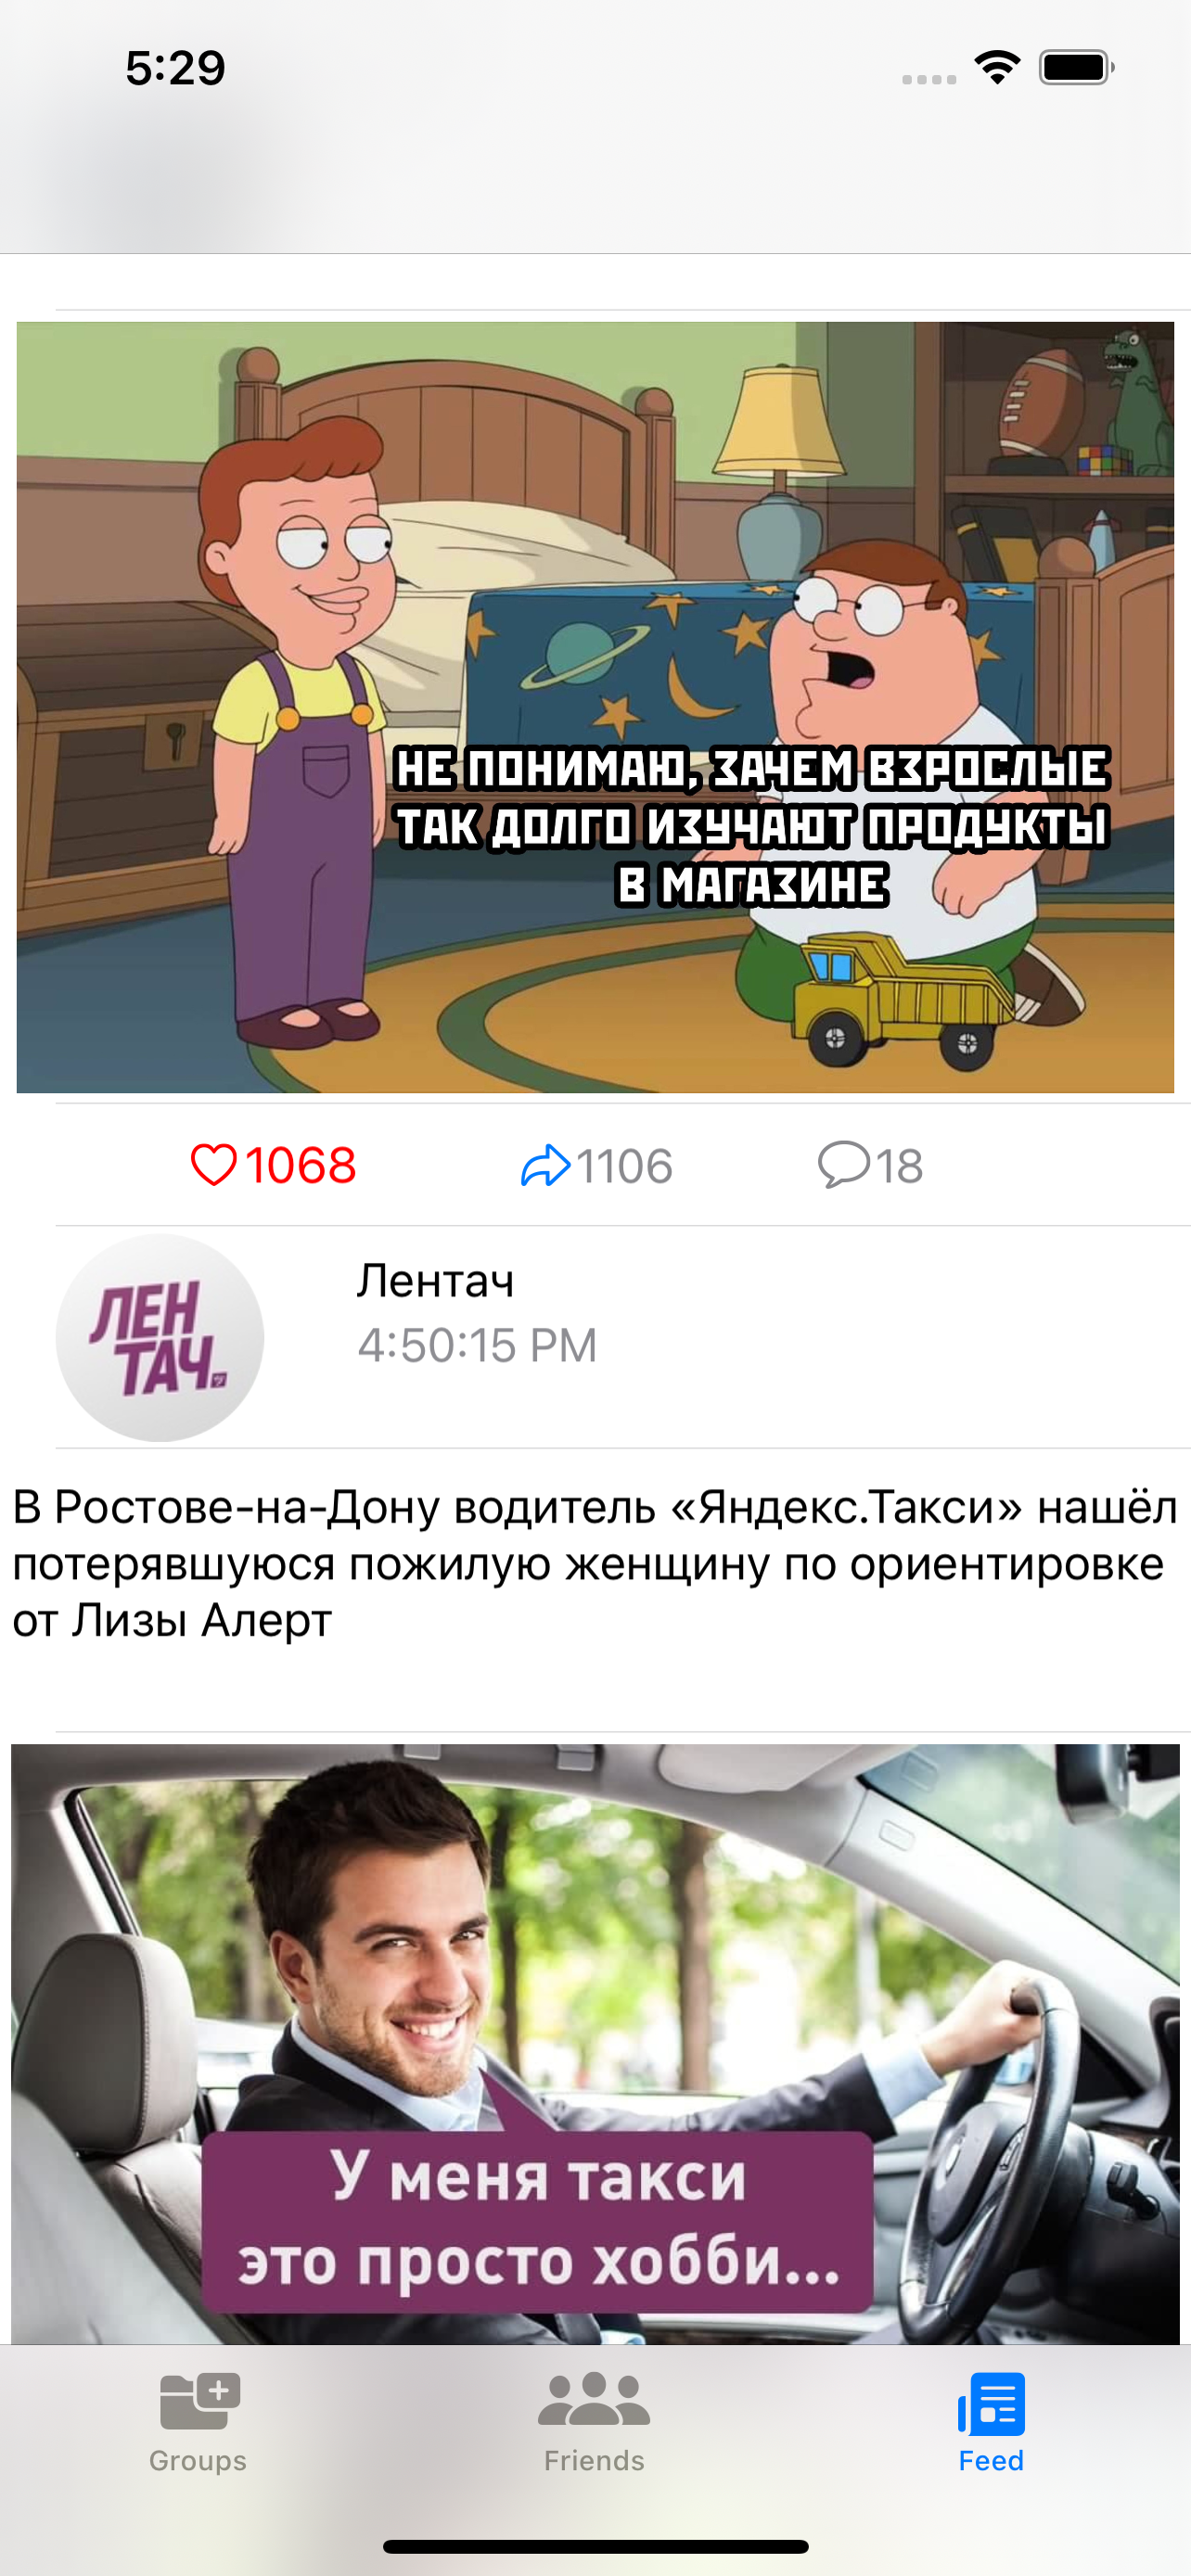 5:29
НЕ ПОНИМАЮ, ЗАЧЕМ ВЗРОСЛЫЕ
ТАК ДОЛГО ИЗУЧАЮТ ПРОДУКТЫ
В МАГАЗИНЕ
1068
1106
18
ЛЕН
ТАЧ.
Лентач
4:50:15 PM
В Ростове-на-Дону водитель «Яндекс.Такси» нашёл
потерявшуюся пожилую женщину по ориентировке
от Лизы Алерт
У меня такси
это просто хобби...
Groups
Friends
Feed